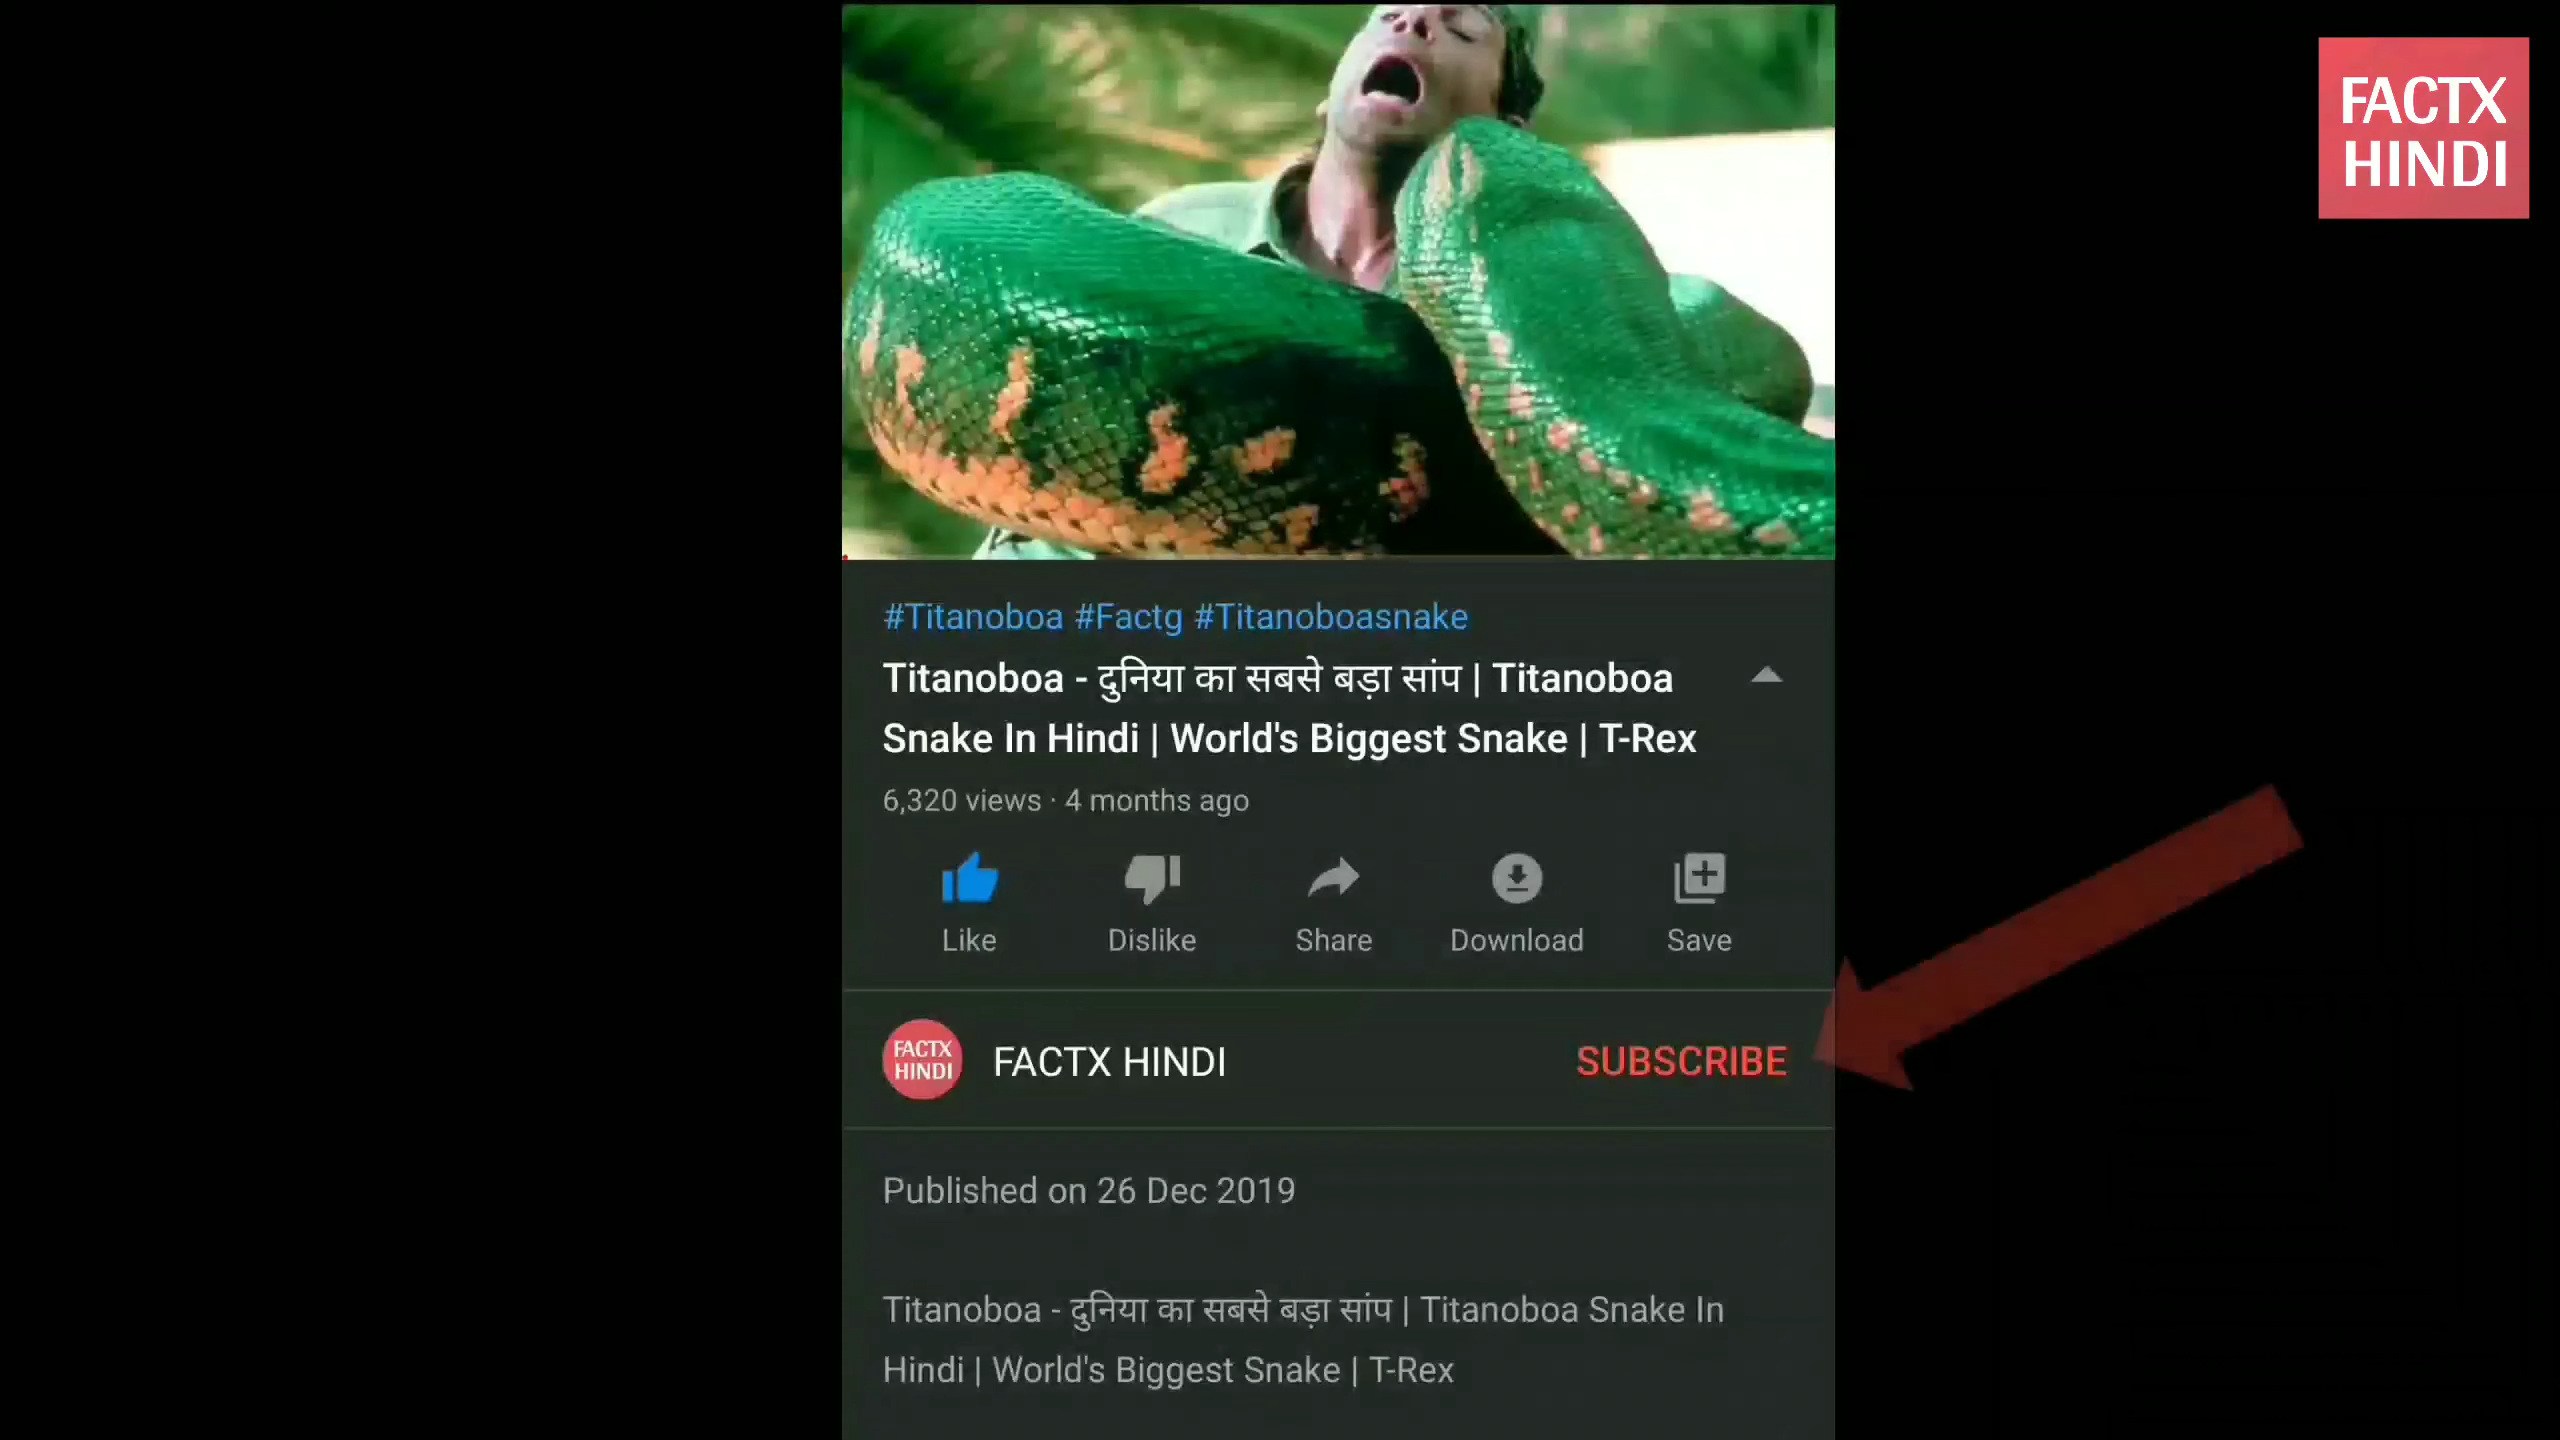 FACTX
HINDI
#Titanoboa #Factg #Titanoboasnake
Titanoboa - दुनिया का सबसे बड़ा सांप | Titanoboa
Snake In Hindi | World's Biggest Snake | T-Rex
6,320 views · 4 months ago
Like Dislike Share Download Save
FACTX
HINDI
FACTX HINDI
SUBSCRIBE
Published on 26 Dec 2019
Titanoboa - दुनिया का सबसे बड़ा सांप | Titanoboa Snake In
Hindi | World's Biggest Snake | T-Rex